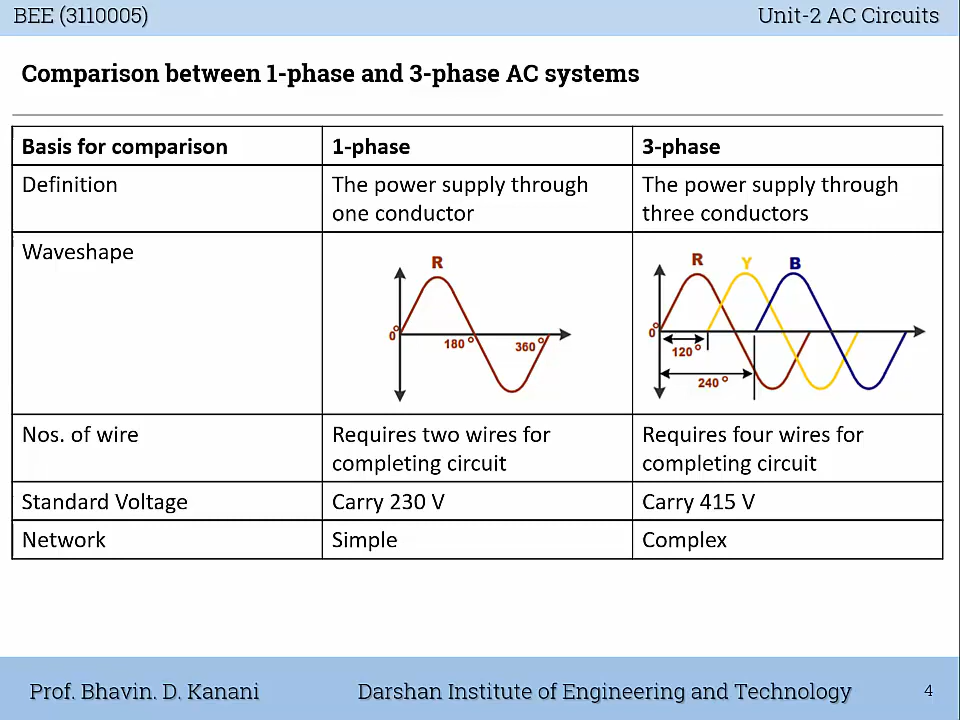 BEE (3110005)
Unit-2 AC Circuits
Comparison between 1-phase and 3-phase AC systems
Basis for comparison
1-phase
3-phase
Definition
The power supply through
one conductor
The power supply through
three conductors
Waveshape
R
0°
180°
360°
R Y B
0°
120°
240°
Nos. of wire
Requires two wires for
completing circuit
Requires four wires for
completing circuit
Standard Voltage
Carry 230 V
Carry 415 V
Network
Simple
Complex
Prof. Bhavin. D. Kanani
Darshan Institute of Engineering and Technology
4